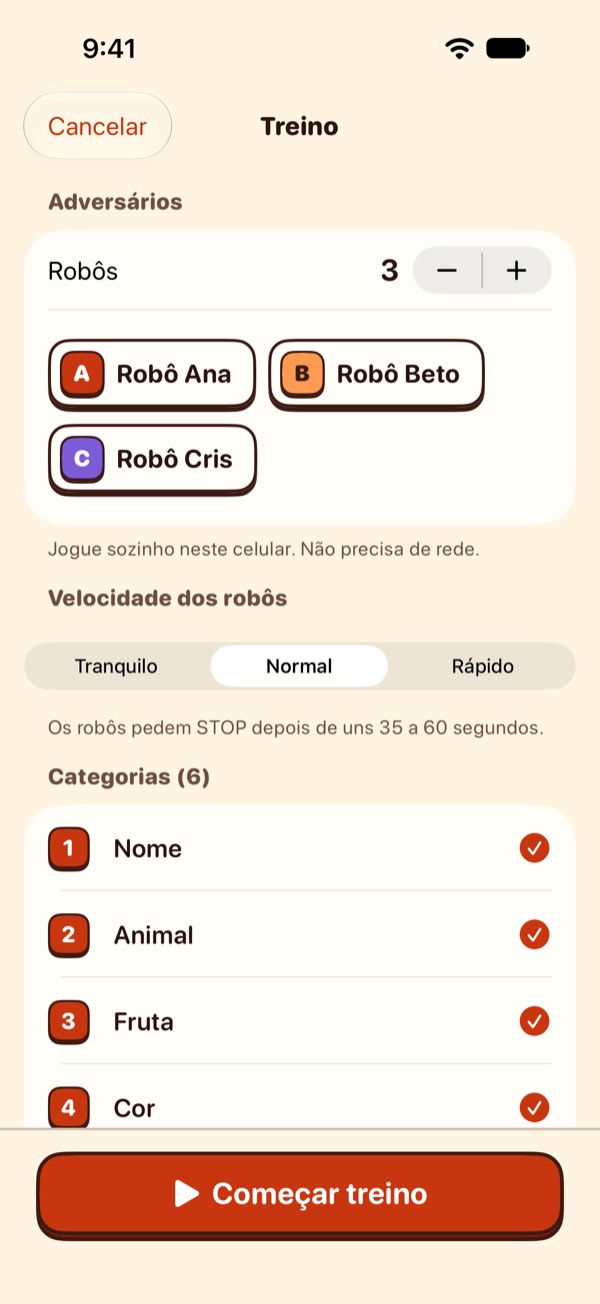 9:41
Cancelar
Treino
Adversários
Robôs 3 − +
A Robô Ana
B Robô Beto
C Robô Cris
Jogue sozinho neste celular. Não precisa de rede.
Velocidade dos robôs
Tranquilo Normal Rápido
Os robôs pedem STOP depois de uns 35 a 60 segundos.
Categorias (6)
1 Nome
2 Animal
3 Fruta
4 Cor
Começar treino